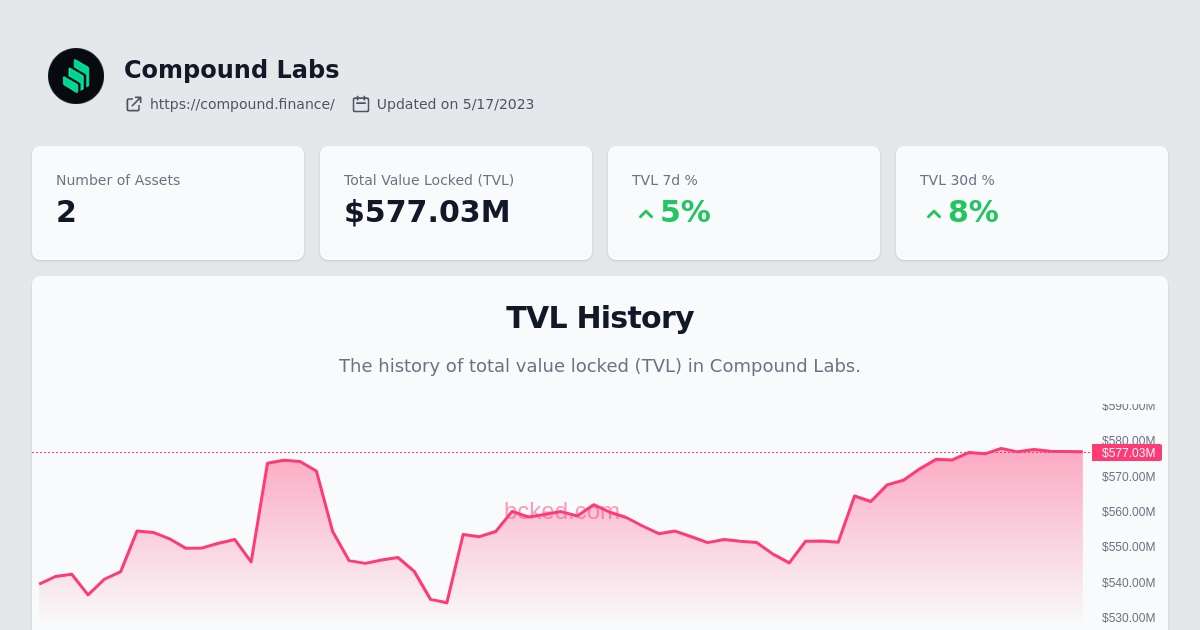 Compound Labs
https://compound.finance/ Updated on 5/17/2023
Number of Assets
2
Total Value Locked (TVL)
$577.03M
TVL 7d %
5%
TVL 30d %
8%
TVL History
The history of total value locked (TVL) in Compound Labs.
$590.00M
$580.00M
$577.03M
$570.00M
$560.00M
bcked.com
$550.00M
$540.00M
$530.00M